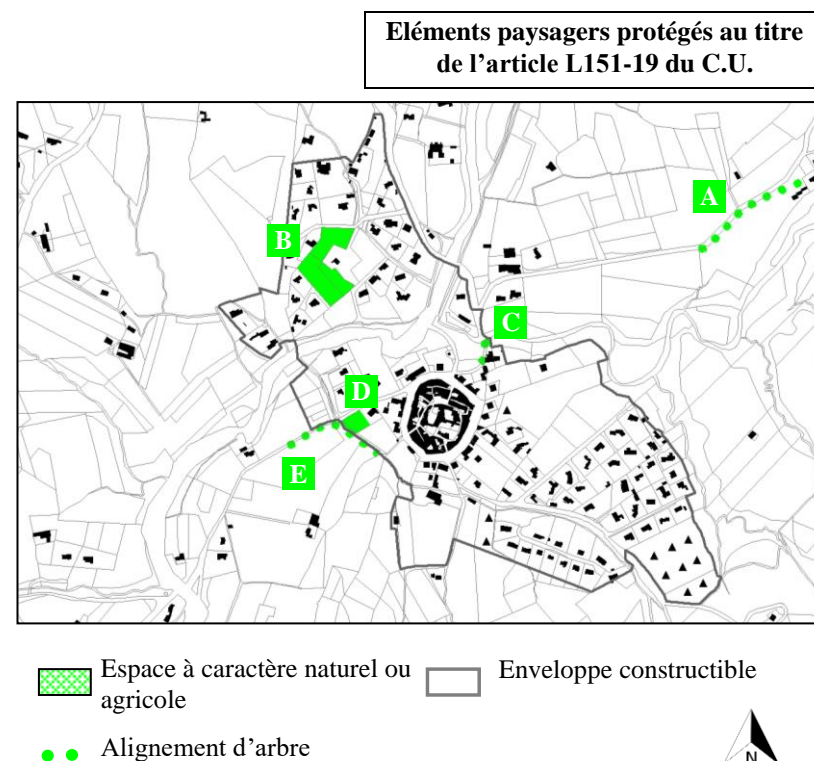 Eléments paysagers protégés au titre
de l'article L151-19 du C.U.
A
B
C
D
E
Espace à caractère naturel ou
agricole
Enveloppe constructible
Alignement d'arbre
N